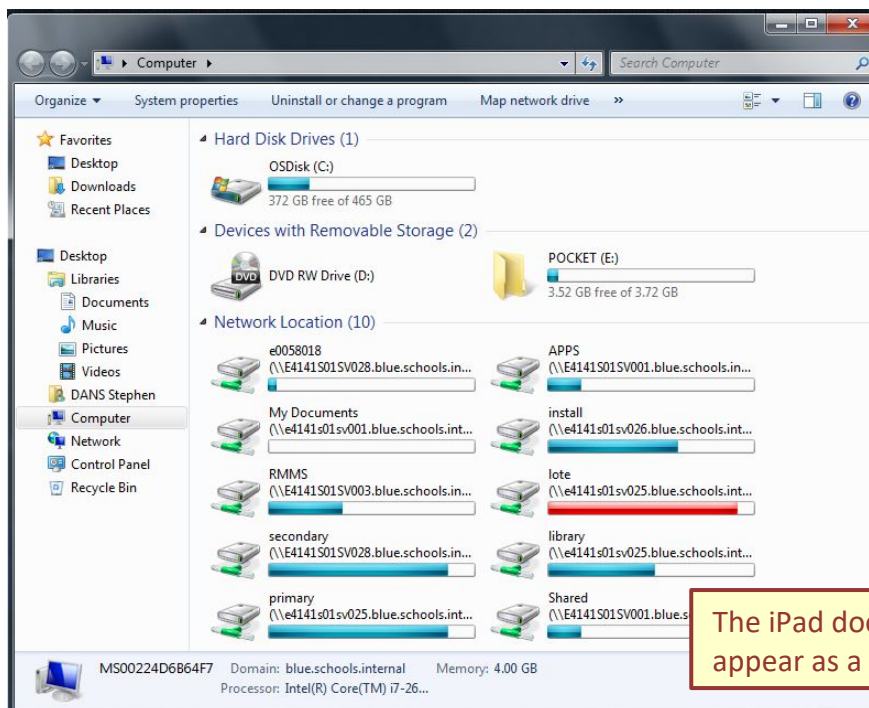 Computer
Search Computer
Organize
System properties
Uninstall or change a program
Map network drive
»
Favorites
Desktop
Downloads
Recent Places
Desktop
Libraries
Documents
Music
Pictures
Videos
DANS Stephen
Computer
Network
Control Panel
Recycle Bin
Hard Disk Drives (1)
OSDisk (C:)
372 GB free of 465 GB
Devices with Removable Storage (2)
DVD RW Drive (D:)
DVD
POCKET (E:)
3.52 GB free of 3.72 GB
Network Location (10)
e0058018
(\\E4141S01SV028.blue.schools.in...
APPS
(\\E4141S01SV001.blue.schools.in...
My Documents
(\\e4141s01sv001.blue.schools.int...
install
(\\e4141s01sv026.blue.schools.int...
RMMS
(\\E4141S01SV003.blue.schools.in...
lote
(\\e4141s01sv025.blue.schools.int...
secondary
(\\E4141S01SV028.blue.schools.in...
library
(\\e4141s01sv025.blue.schools.int...
primary
(\\e4141s01sv025.blue.schools.int...
Shared
(\\E4141S01SV001.blue.s
The iPad
appear as a
MS00224D6B64F7
Domain: blue.schools.internal
Memory: 4.00 GB
Processor: Intel(R) Core(TM) i7-26...